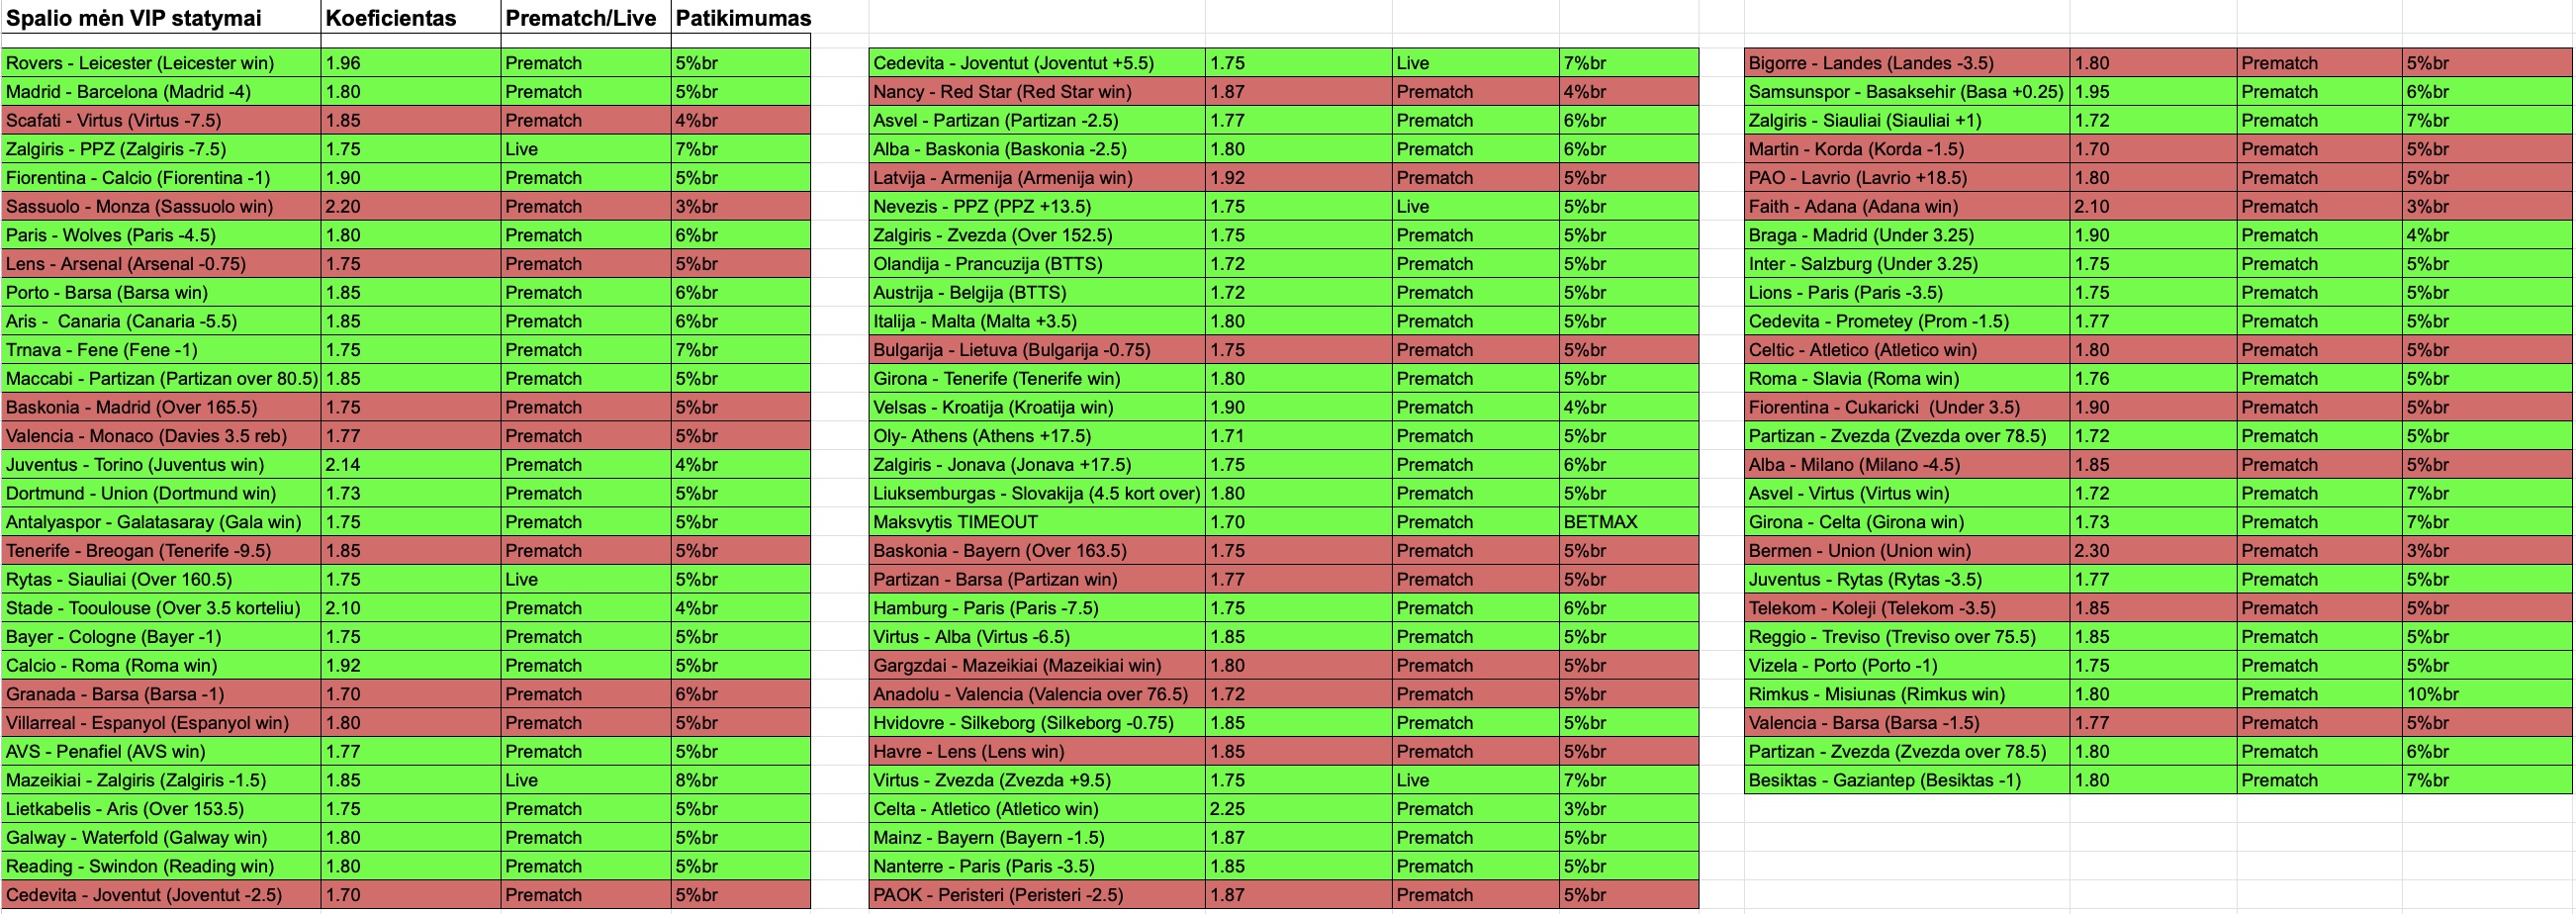 Spalio mėn VIP statymai Koeficientas Prematch/Live Patikimumas
Rovers - Leicester (Leicester win) 1.96 Prematch 5%br
Madrid - Barcelona (Madrid -4) 1.80 Prematch 5%br
Scafati - Virtus (Virtus -7.5) 1.85 Prematch 4%br
Zalgiris - PPZ (Zalgiris -7.5) 1.75 Live 7%br
Fiorentina - Calcio (Fiorentina -1) 1.90 Prematch 5%br
Sassuolo - Monza (Sassuolo win) 2.20 Prematch 3%br
Paris - Wolves (Paris -4.5) 1.80 Prematch 6%br
Lens - Arsenal (Arsenal -0.75) 1.75 Prematch 5%br
Porto - Barsa (Barsa win) 1.85 Prematch 6%br
Aris -  Canaria (Canaria -5.5) 1.85 Prematch 6%br
Trnava - Fene (Fene -1) 1.75 Prematch 7%br
Maccabi - Partizan (Partizan over 80.5) 1.85 Prematch 5%br
Baskonia - Madrid (Over 165.5) 1.75 Prematch 5%br
Valencia - Monaco (Davies 3.5 reb) 1.77 Prematch 5%br
Juventus - Torino (Juventus win) 2.14 Prematch 4%br
Dortmund - Union (Dortmund win) 1.73 Prematch 5%br
Antalyaspor - Galatasaray (Gala win) 1.75 Prematch 5%br
Tenerife - Breogan (Tenerife -9.5) 1.85 Prematch 5%br
Rytas - Siauliai (Over 160.5) 1.75 Live 5%br
Stade - Tooulouse (Over 3.5 korteliu) 2.10 Prematch 4%br
Bayer - Cologne (Bayer -1) 1.75 Prematch 5%br
Calcio - Roma (Roma win) 1.92 Prematch 5%br
Granada - Barsa (Barsa -1) 1.70 Prematch 6%br
Villarreal - Espanyol (Espanyol win) 1.80 Prematch 5%br
AVS - Penafiel (AVS win) 1.77 Prematch 5%br
Mazeikiai - Zalgiris (Zalgiris -1.5) 1.85 Live 8%br
Lietkabelis - Aris (Over 153.5) 1.75 Prematch 5%br
Galway - Waterfold (Galway win) 1.80 Prematch 5%br
Reading - Swindon (Reading win) 1.80 Prematch 5%br
Cedevita - Joventut (Joventut -2.5) 1.70 Prematch 5%br
Cedevita - Joventut (Joventut +5.5) 1.75 Live 7%br
Nancy - Red Star (Red Star win) 1.87 Prematch 4%br
Asvel - Partizan (Partizan -2.5) 1.77 Prematch 6%br
Alba - Baskonia (Baskonia -2.5) 1.80 Prematch 6%br
Latvija - Armenija (Armenija win) 1.92 Prematch 5%br
Nevezis - PPZ (PPZ +13.5) 1.75 Live 5%br
Zalgiris - Zvezda (Over 152.5) 1.75 Prematch 5%br
Olandija - Prancuzija (BTTS) 1.72 Prematch 5%br
Austrija - Belgija (BTTS) 1.72 Prematch 5%br
Italija - Malta (Malta +3.5) 1.80 Prematch 5%br
Bulgarija - Lietuva (Bulgarija -0.75) 1.75 Prematch 5%br
Girona - Tenerife (Tenerife win) 1.80 Prematch 5%br
Velsas - Kroatija (Kroatija win) 1.90 Prematch 4%br
Oly- Athens (Athens +17.5) 1.71 Prematch 5%br
Zalgiris - Jonava (Jonava +17.5) 1.75 Prematch 6%br
Liuksemburgas - Slovakija (4.5 kort over) 1.80 Prematch 5%br
Maksvytis TIMEOUT 1.70 Prematch BETMAX
Baskonia - Bayern (Over 163.5) 1.75 Prematch 5%br
Partizan - Barsa (Partizan win) 1.77 Prematch 5%br
Hamburg - Paris (Paris -7.5) 1.75 Prematch 6%br
Virtus - Alba (Virtus -6.5) 1.85 Prematch 5%br
Gargzdai - Mazeikiai (Mazeikiai win) 1.80 Prematch 5%br
Anadolu - Valencia (Valencia over 76.5) 1.72 Prematch 5%br
Hvidovre - Silkeborg (Silkeborg -0.75) 1.85 Prematch 5%br
Havre - Lens (Lens win) 1.85 Prematch 5%br
Virtus - Zvezda (Zvezda +9.5) 1.75 Live 7%br
Celta - Atletico (Atletico win) 2.25 Prematch 3%br
Mainz - Bayern (Bayern -1.5) 1.87 Prematch 5%br
Nanterre - Paris (Paris -3.5) 1.85 Prematch 5%br
PAOK - Peristeri (Peristeri -2.5) 1.87 Prematch 5%br
Bigorre - Landes (Landes -3.5) 1.80 Prematch 5%br
Samsunspor - Basaksehir (Basa +0.25) 1.95 Prematch 6%br
Zalgiris - Siauliai (Siauliai +1) 1.72 Prematch 7%br
Martin - Korda (Korda -1.5) 1.70 Prematch 5%br
PAO - Lavrio (Lavrio +18.5) 1.80 Prematch 5%br
Faith - Adana (Adana win) 2.10 Prematch 3%br
Braga - Madrid (Under 3.25) 1.90 Prematch 4%br
Inter - Salzburg (Under 3.25) 1.75 Prematch 5%br
Lions - Paris (Paris -3.5) 1.75 Prematch 5%br
Cedevita - Prometey (Prom -1.5) 1.77 Prematch 5%br
Celtic - Atletico (Atletico win) 1.80 Prematch 5%br
Roma - Slavia (Roma win) 1.76 Prematch 5%br
Fiorentina - Cukaricki  (Under 3.5) 1.90 Prematch 5%br
Partizan - Zvezda (Zvezda over 78.5) 1.72 Prematch 5%br
Alba - Milano (Milano -4.5) 1.85 Prematch 5%br
Asvel - Virtus (Virtus win) 1.72 Prematch 7%br
Girona - Celta (Girona win) 1.73 Prematch 7%br
Bermen - Union (Union win) 2.30 Prematch 3%br
Juventus - Rytas (Rytas -3.5) 1.77 Prematch 5%br
Telekom - Koleji (Telekom -3.5) 1.85 Prematch 5%br
Reggio - Treviso (Treviso over 75.5) 1.85 Prematch 5%br
Vizela - Porto (Porto -1) 1.75 Prematch 5%br
Rimkus - Misiunas (Rimkus win) 1.80 Prematch 10%br
Valencia - Barsa (Barsa -1.5) 1.77 Prematch 5%br
Partizan - Zvezda (Zvezda over 78.5) 1.80 Prematch 6%br
Besiktas - Gaziantep (Besiktas -1) 1.80 Prematch 7%br